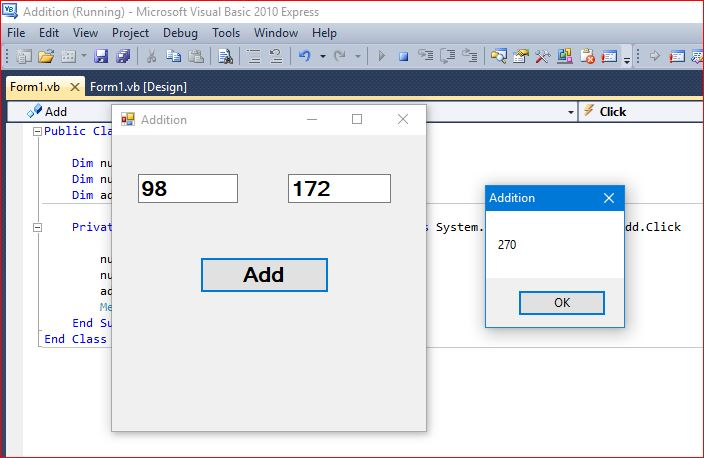 Addition (Running) - Microsoft Visual Basic 2010 Express
File Edit View Project Debug Tools Window Help
Form1.vb Form1.vb [Design]
Add Click
Addition
98 172
Add
Addition
270
OK
Public Cla
Dim nu
Dim nu
Dim ad
Privat s System. dd.Click
nu
nu
ad
Me
End Su
End Class